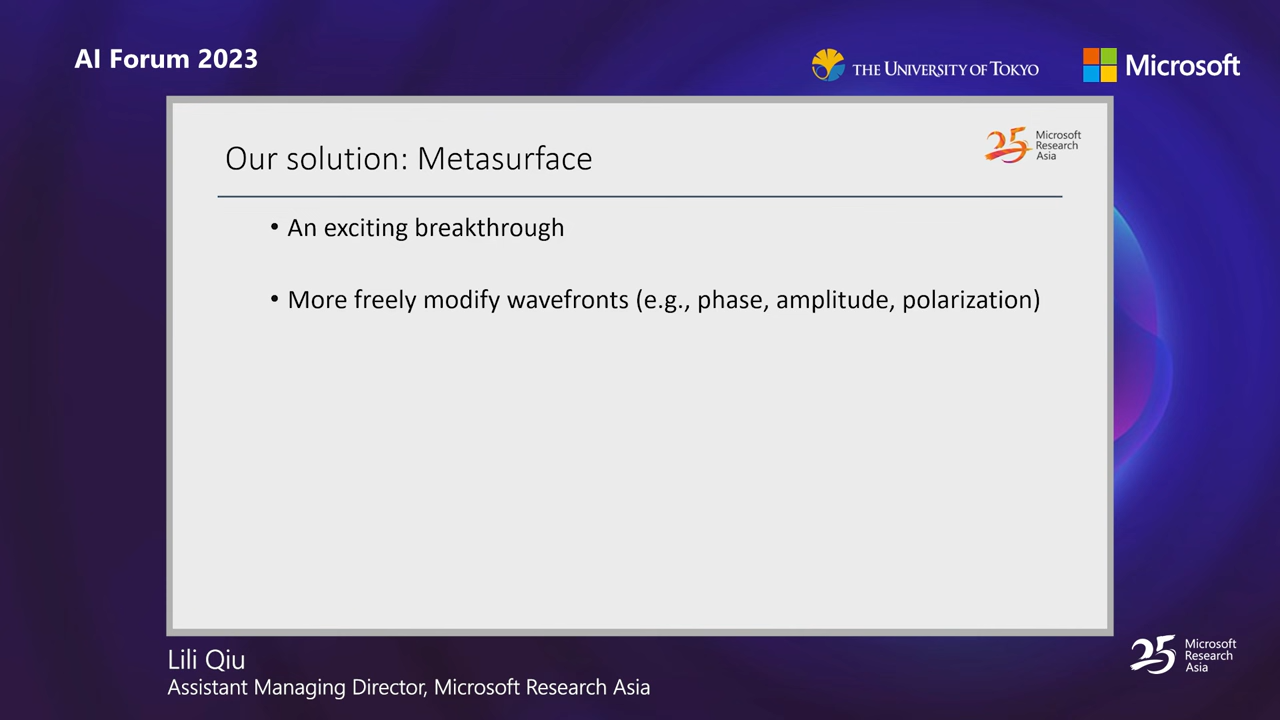 AI Forum 2023
THE UNIVERSITY OF TOKYO
Microsoft
Our solution: Metasurface
25 Microsoft
Research
Asia
• An exciting breakthrough
• More freely modify wavefronts (e.g., phase, amplitude, polarization)
Lili Qiu
Assistant Managing Director, Microsoft Research Asia
25 Microsoft
Research
Asia